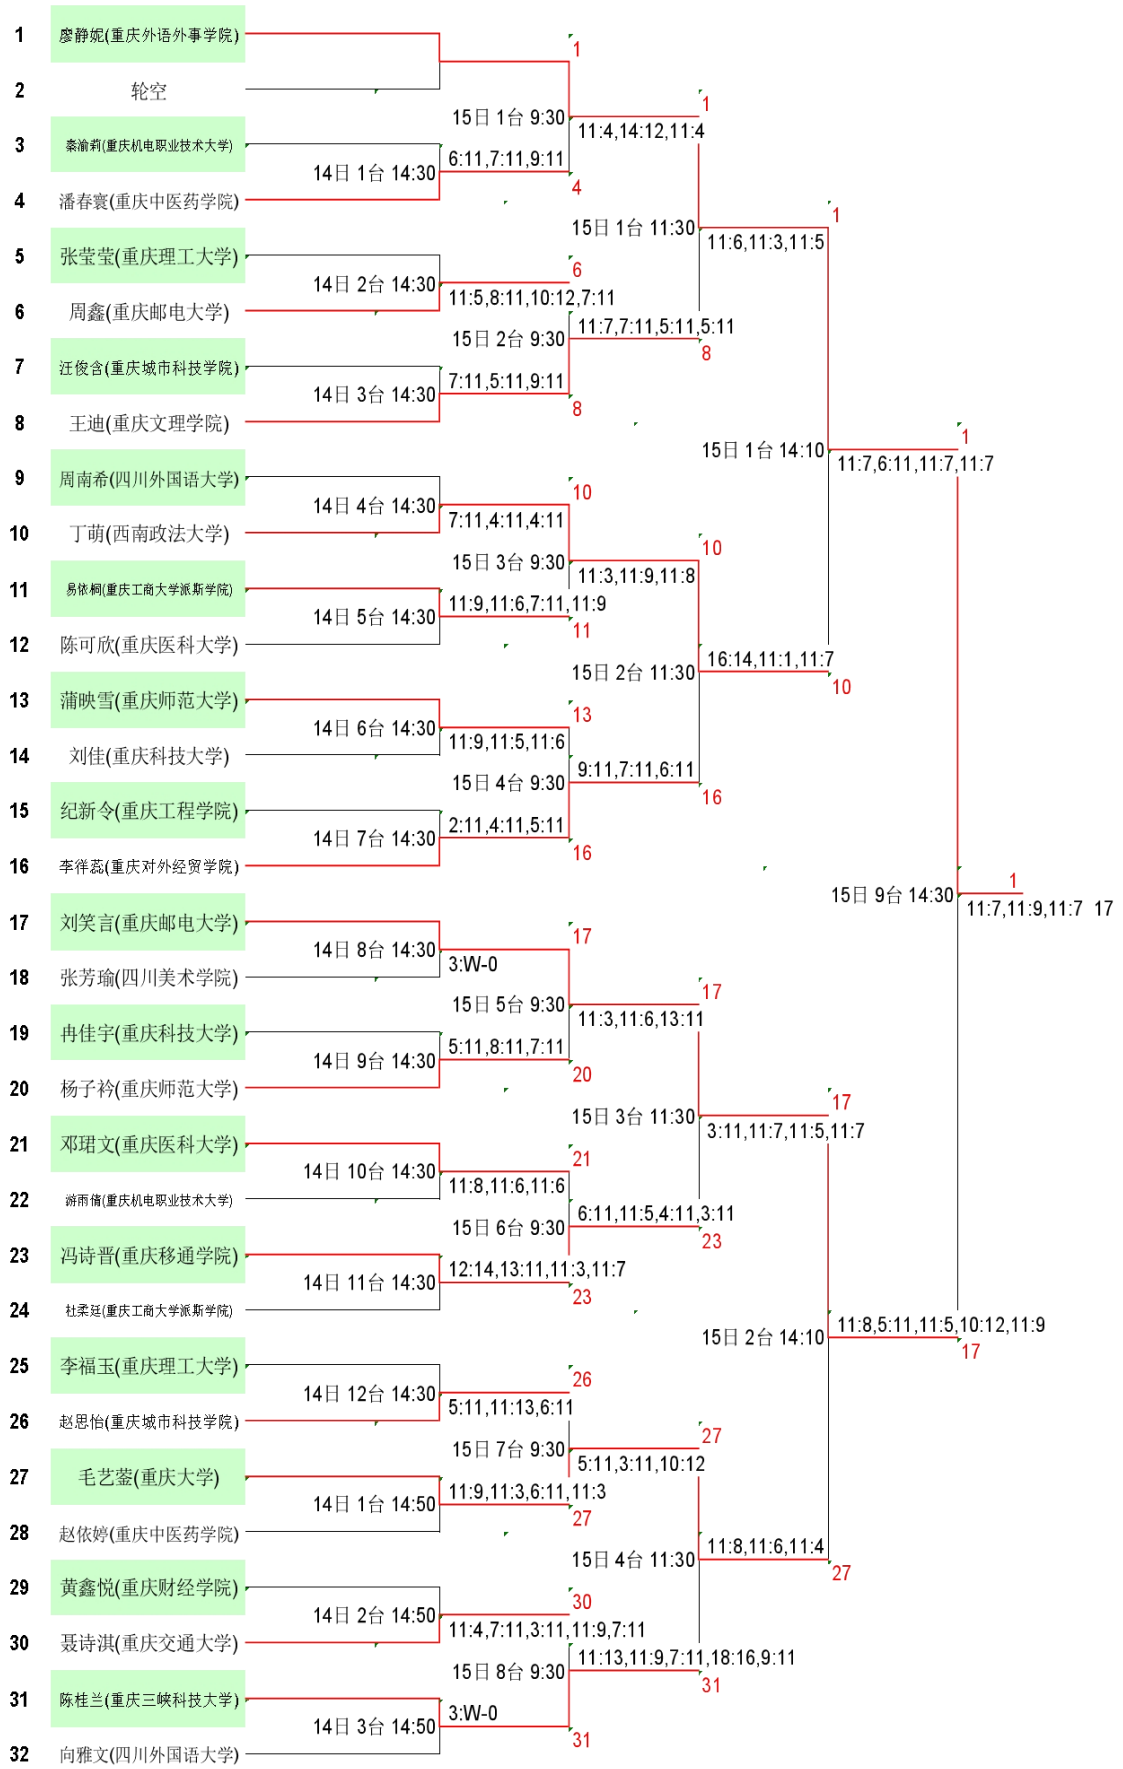 1 廖静妮(重庆外语外事学院)
1
2 轮空
1
15日 1台 9:30
11:4,14:12,11:4
3 秦渝莉(重庆机电职业技术大学)
14日 1台 14:30
6:11,7:11,9:11
4
4 潘春寰(重庆中医药学院)
1
15日 1台 11:30
11:6,11:3,11:5
5 张莹莹(重庆理工大学)
6
14日 2台 14:30
11:5,8:11,10:12,7:11
6 周鑫(重庆邮电大学)
15日 2台 9:30
11:7,7:11,5:11,5:11
8
7 汪俊含(重庆城市科技学院)
14日 3台 14:30
7:11,5:11,9:11
8
8 王迪(重庆文理学院)
1
15日 1台 14:10
11:7,6:11,11:7,11:7
9 周南希(四川外国语大学)
10
14日 4台 14:30
7:11,4:11,4:11
10 丁萌(西南政法大学)
10
15日 3台 9:30
11:3,11:9,11:8
11 易依桐(重庆工商大学派斯学院)
14日 5台 14:30
11:9,11:6,7:11,11:9
11
12 陈可欣(重庆医科大学)
15日 2台 11:30
16:14,11:1,11:7
10
13 蒲映雪(重庆师范大学)
13
14日 6台 14:30
11:9,11:5,11:6
14 刘佳(重庆科技大学)
15日 4台 9:30
9:11,7:11,6:11
16
15 纪新令(重庆工程学院)
14日 7台 14:30
2:11,4:11,5:11
16
16 李徉蕊(重庆对外经贸学院)
1
15日 9台 14:30
11:7,11:9,11:7 17
17 刘笑言(重庆邮电大学)
17
14日 8台 14:30
3:W-0
18 张芳瑜(四川美术学院)
17
15日 5台 9:30
11:3,11:6,13:11
19 冉佳宇(重庆科技大学)
14日 9台 14:30
5:11,8:11,7:11
20
20 杨子衿(重庆师范大学)
17
15日 3台 11:30
3:11,11:7,11:5,11:7
21 邓珺文(重庆医科大学)
21
14日 10台 14:30
11:8,11:6,11:6
22 游雨倩(重庆机电职业技术大学)
15日 6台 9:30
6:11,11:5,4:11,3:11
23
23 冯诗晋(重庆移通学院)
14日 11台 14:30
12:14,13:11,11:3,11:7
23
24 杜柔廷(重庆工商大学派斯学院)
15日 2台 14:10
11:8,5:11,11:5,10:12,11:9
17
25 李福玉(重庆理工大学)
26
14日 12台 14:30
5:11,11:13,6:11
26 赵思怡(重庆城市科技学院)
27
15日 7台 9:30
5:11,3:11,10:12
27 毛艺蓥(重庆大学)
14日 1台 14:50
11:9,11:3,6:11,11:3
27
28 赵依婷(重庆中医药学院)
15日 4台 11:30
11:8,11:6,11:4
27
29 黄鑫悦(重庆财经学院)
30
14日 2台 14:50
11:4,7:11,3:11,11:9,7:11
30 聂诗淇(重庆交通大学)
15日 8台 9:30
11:13,11:9,7:11,18:16,9:11
31
31 陈桂兰(重庆三峡科技大学)
14日 3台 14:50
3:W-0
31
32 向雅文(四川外国语大学)